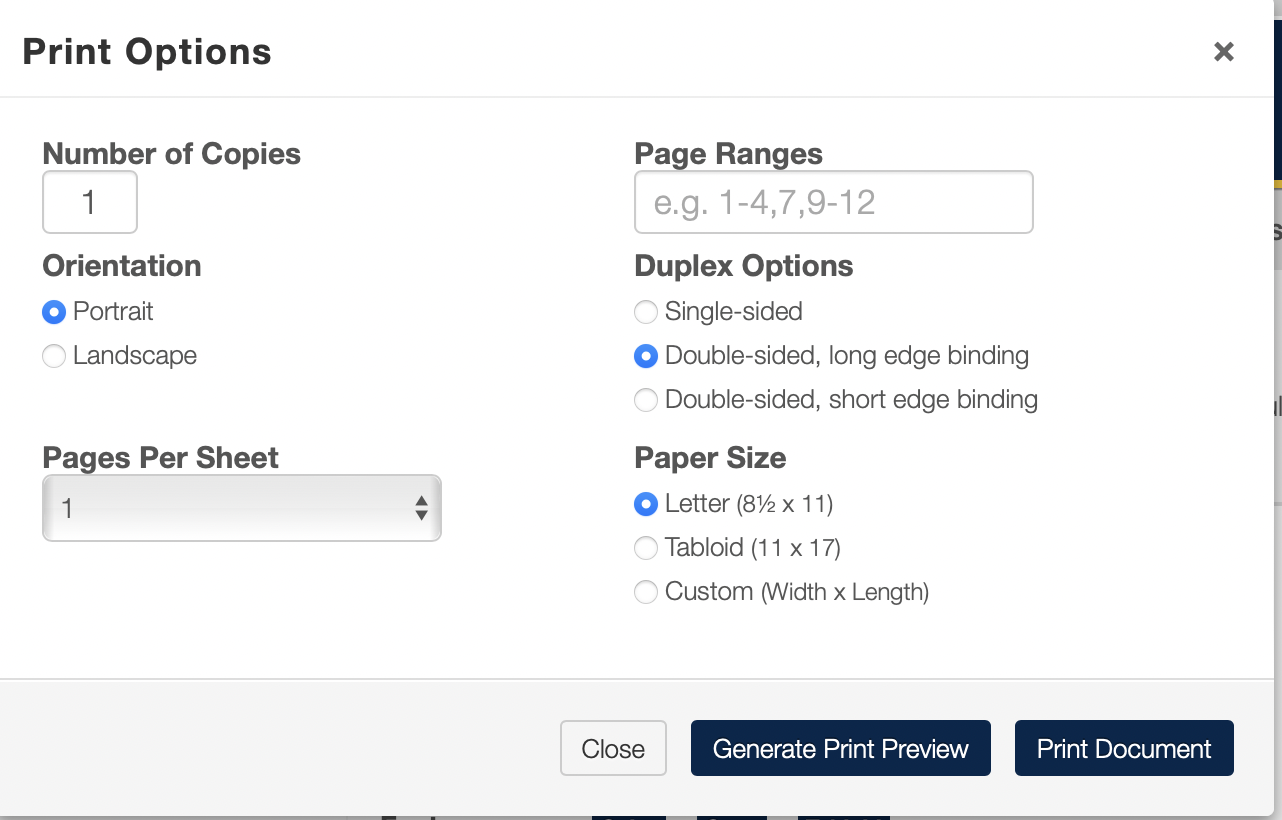 Print Options
×
Number of Copies
1
Page Ranges
e.g. 1-4,7,9-12
Orientation
Portrait
Landscape
Duplex Options
Single-sided
Double-sided, long edge binding
Double-sided, short edge binding
Pages Per Sheet
1
Paper Size
Letter (8½ x 11)
Tabloid (11 x 17)
Custom (Width x Length)
Close
Generate Print Preview
Print Document